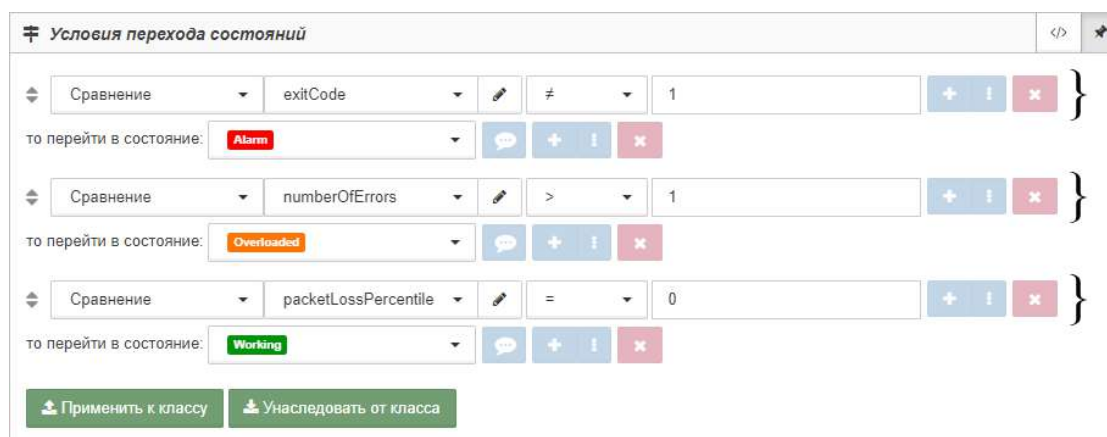 Условия перехода состояний </>
Сравнение exitCode ≠ 1 }
то перейти в состояние: Alarm
Сравнение numberOfErrors > 1 }
то перейти в состояние: Overloaded
Сравнение packetLossPercentile = 0 }
то перейти в состояние: Working
Применить к классу Унаследовать от класса